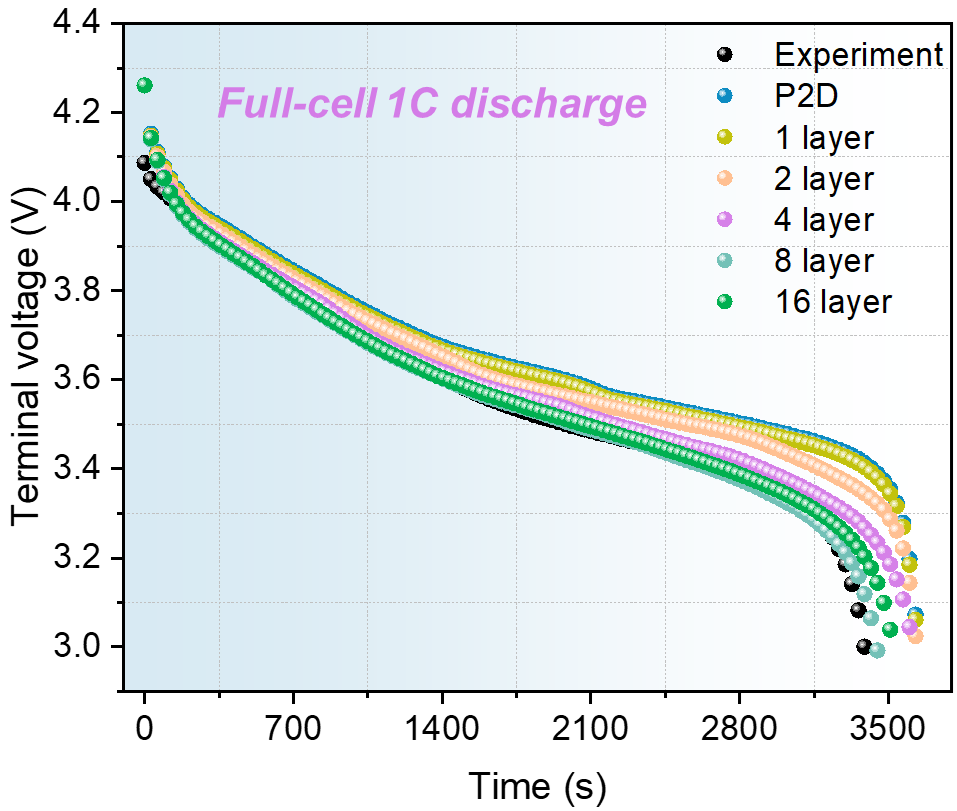 4.4
4.2
4.0
3.8
3.6
3.4
3.2
3.0
Terminal voltage (V)
Full-cell 1C discharge
Experiment
P2D
1 layer
2 layer
4 layer
8 layer
16 layer
0 700 1400 2100 2800 3500
Time (s)